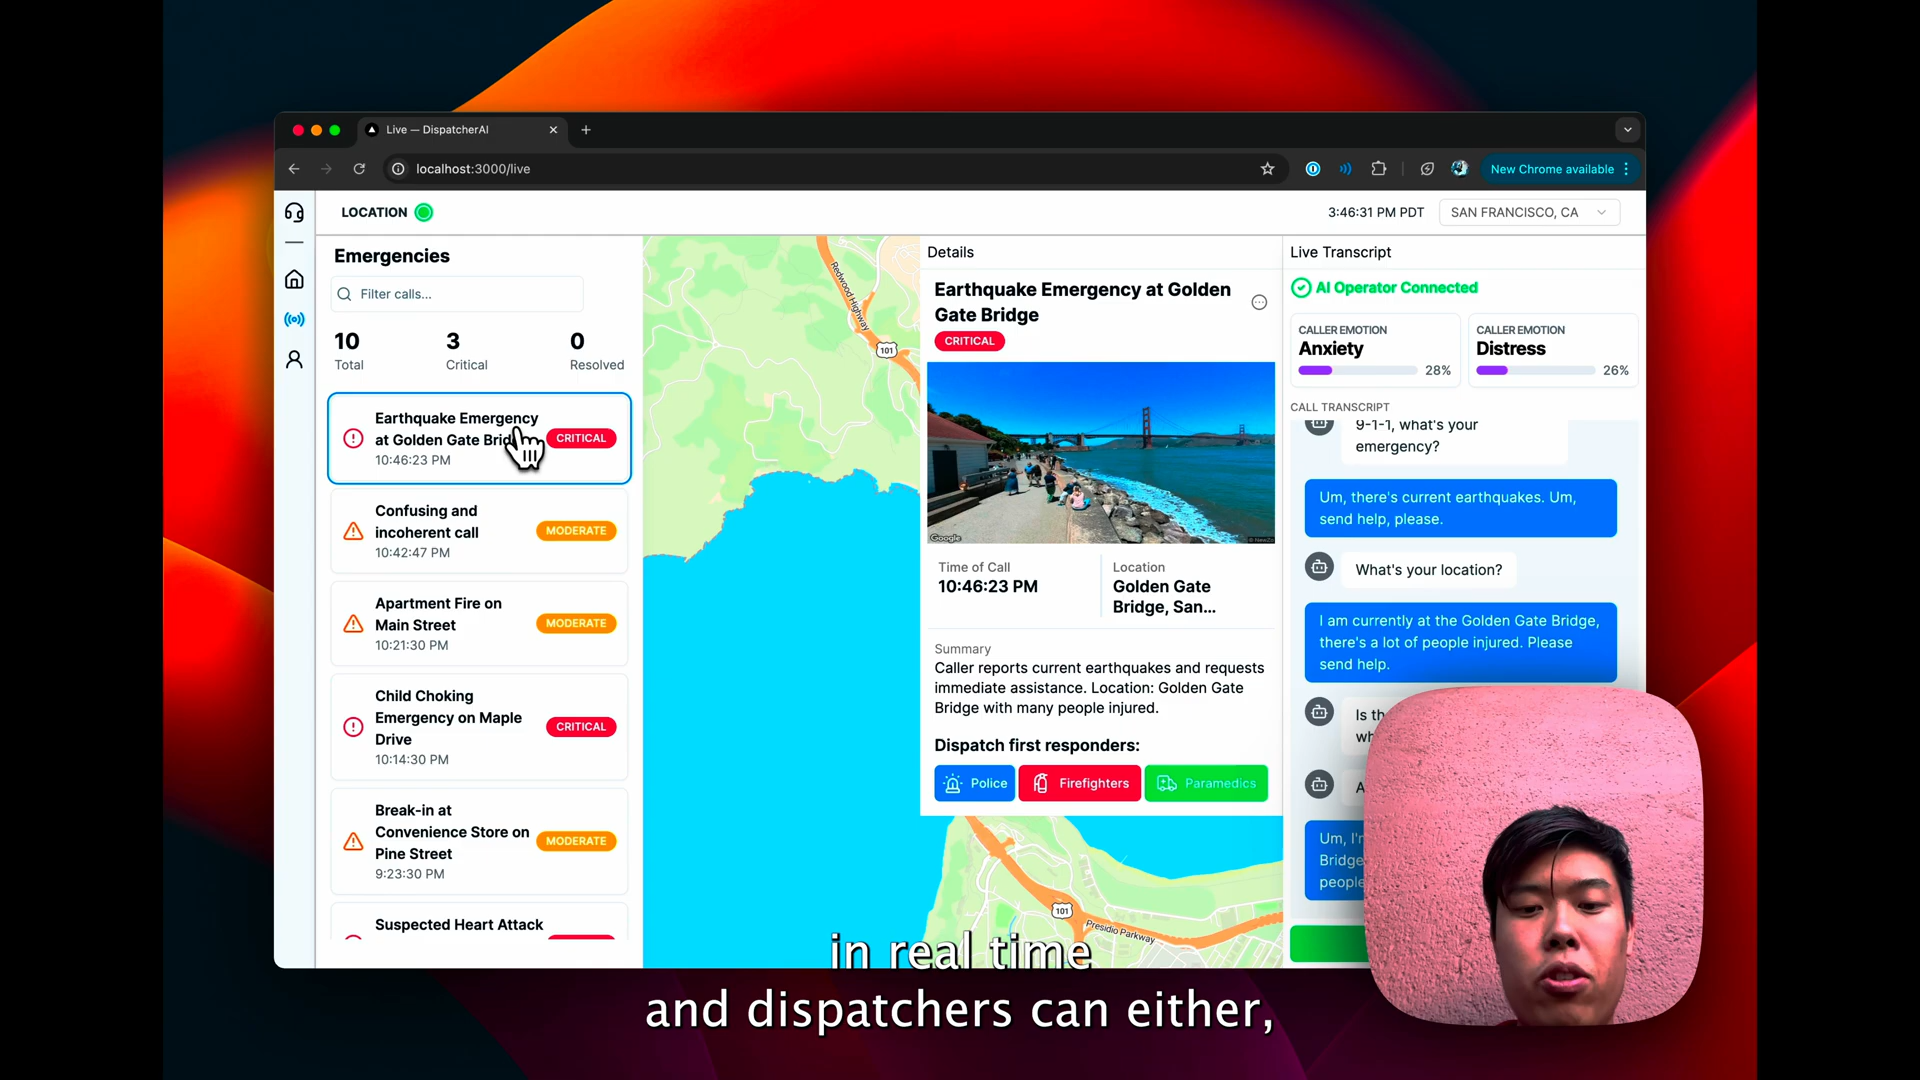 Live — DispatcherAI
localhost:3000/live
New Chrome available
LOCATION
3:46:31 PM PDT
SAN FRANCISCO, CA
Emergencies
Filter calls...
10
Total
3
Critical
0
Resolved
Earthquake Emergency
at Golden Gate
10:46:23 PM
CRITICAL
Confusing and
incoherent call
10:42:47 PM
MODERATE
Apartment Fire on
Main Street
10:21:30 PM
MODERATE
Child Choking
Emergency on Maple
Drive
10:14:30 PM
CRITICAL
Break-in at
Convenience Store on
Pine Street
9:23:30 PM
MODERATE
Suspected Heart Attack
Redwood Highway
101
101
Presidio Parkway
Details
Earthquake Emergency at Golden
Gate Bridge
CRITICAL
Google
Time of Call
10:46:23 PM
Location
Golden Gate
Bridge, San...
Summary
Caller reports current earthquakes and requests
immediate assistance. Location: Golden Gate
Bridge with many people injured.
Dispatch first responders:
Police
Firefighters
Paramedics
Live Transcript
AI Operator Connected
CALLER EMOTION
Anxiety
28%
CALLER EMOTION
Distress
26%
CALL TRANSCRIPT
9-1-1, what's your
emergency?
Um, there's current earthquakes. Um,
send help, please.
What's your location?
I am currently at the Golden Gate Bridge,
there's a lot of people injured. Please
send help.
Is
Um,
Bridge
people
in real time
and dispatchers can either,